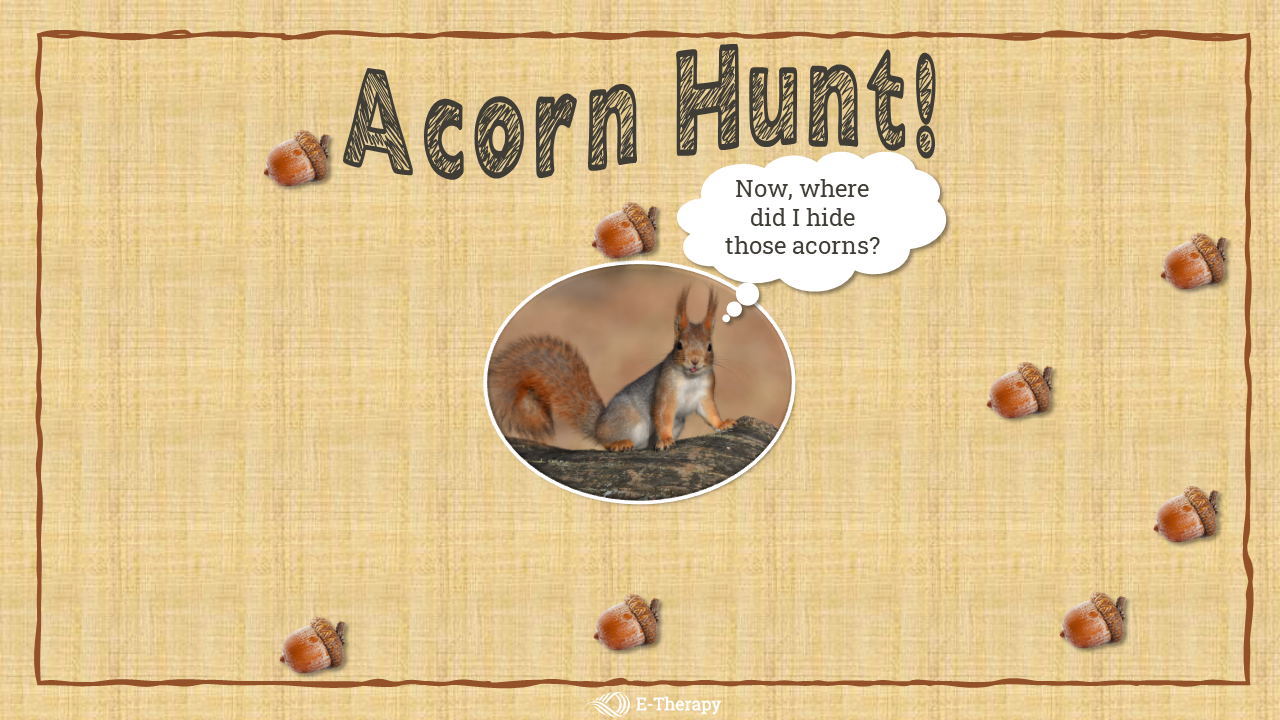 Acorn Hunt!
Now, where
did I hide
those acorns?
E-Therapy